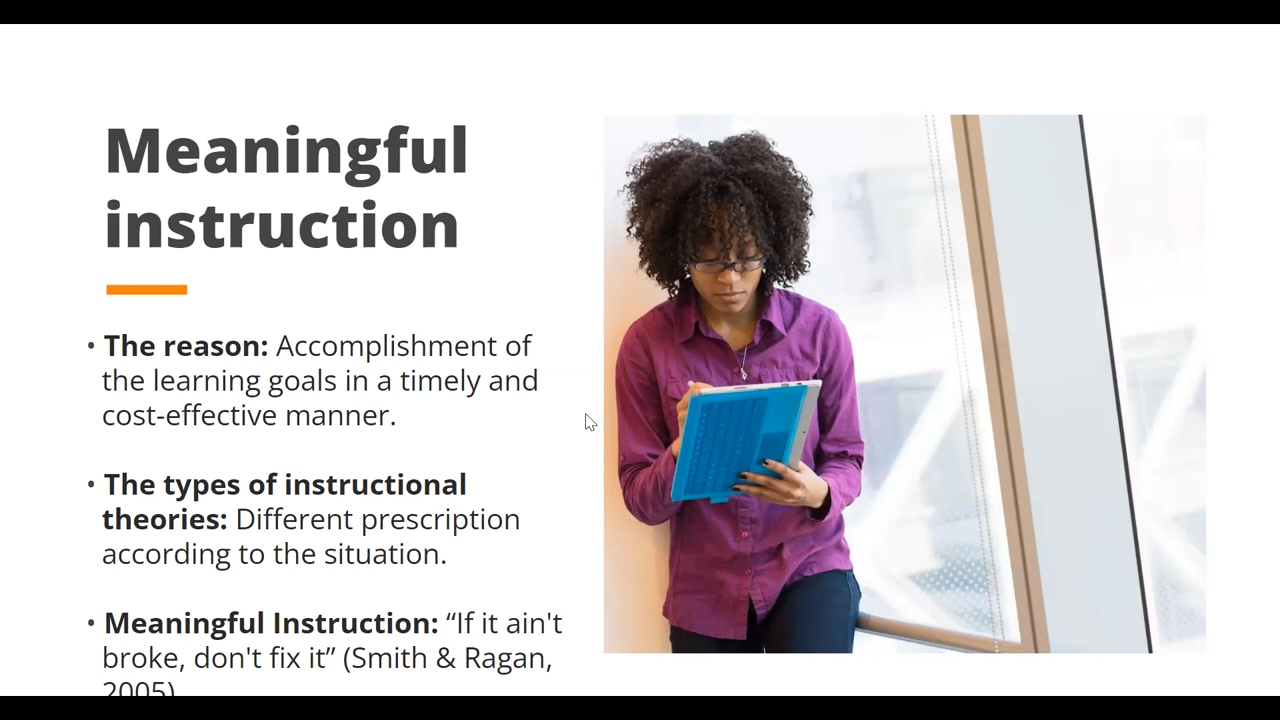 Meaningful
instruction
• The reason: Accomplishment of
the learning goals in a timely and
cost-effective manner.
• The types of instructional
theories: Different prescription
according to the situation.
• Meaningful Instruction: “If it ain't
broke, don't fix it” (Smith & Ragan,
2005)